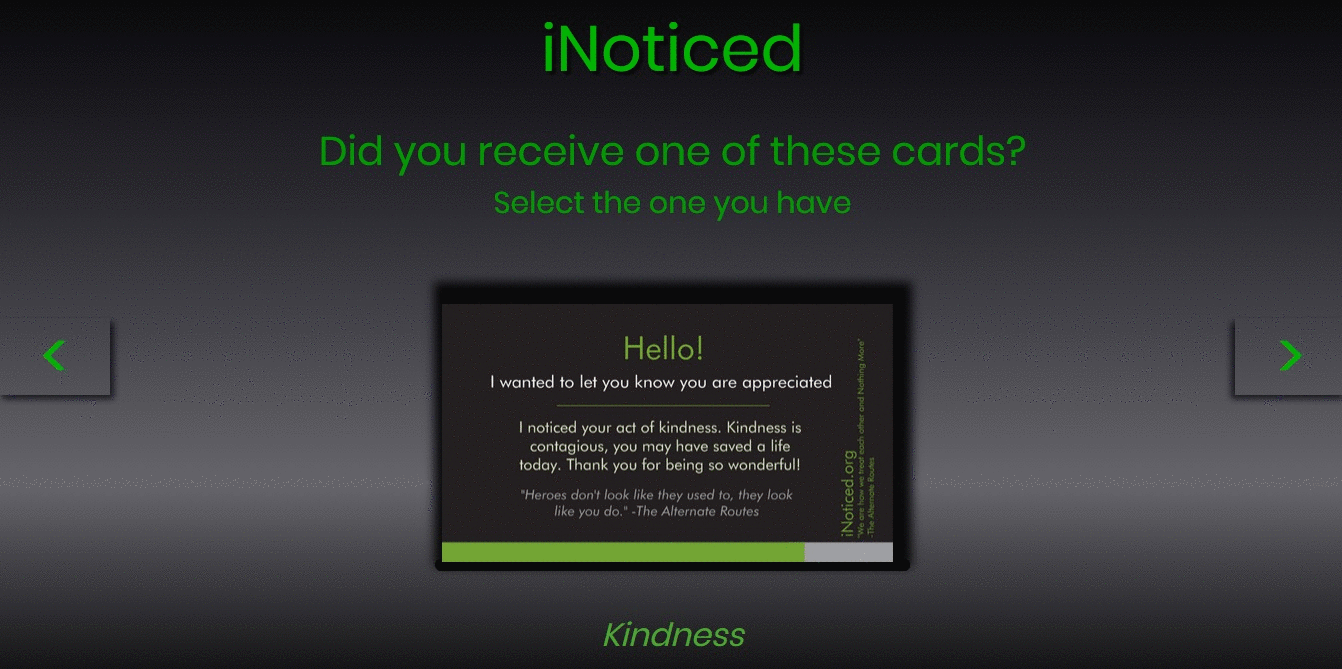 iNoticed
Did you receive one of these cards?
Select the one you have
Hello!
I wanted to let you know you are appreciated
I noticed your act of kindness. Kindness is
contagious, you may have saved a life
today. Thank you for being so wonderful!
"Heroes don't look like they used to, they look
like you do." -The Alternate Routes
iNoticed.org
"We are how we treat each other and Nothing More"
-The Alternate Routes
Kindness